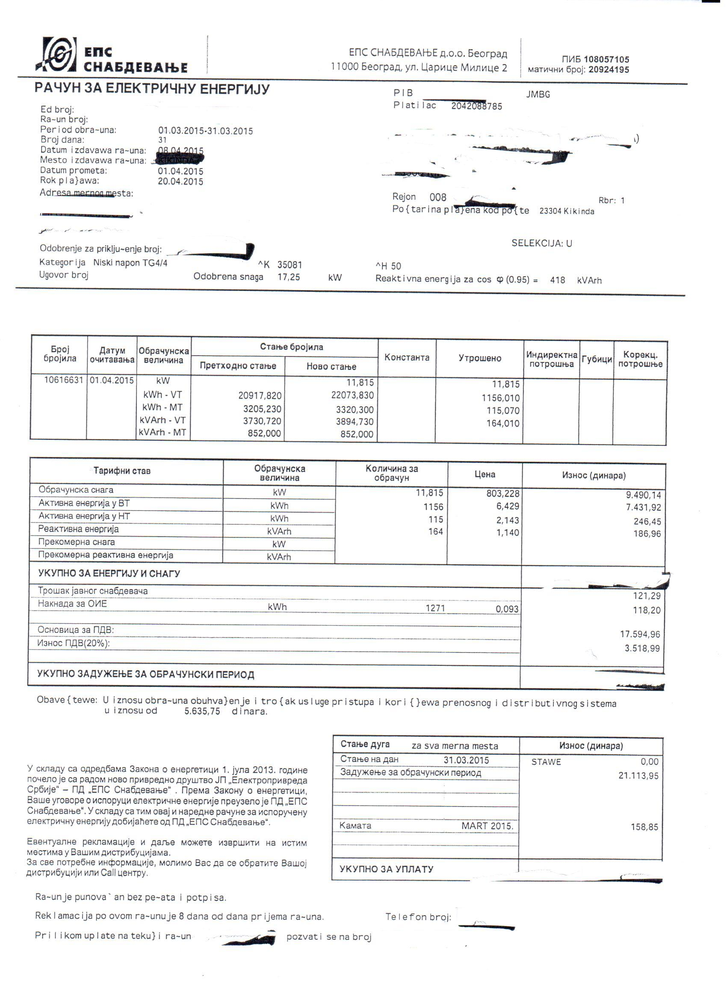 ЕПС
СНАБДЕВАЊЕ
ЕПС СНАБДЕВАЊЕ д.о.о. Београд
11000 Београд, ул. Царице Милице 2
ПИБ 108057105
матични број: 20924195
РАЧУН ЗА ЕЛЕКТРИЧНУ ЕНЕРГИЈУ
PIB JMBG
Platilac 2042088785
Ed broj:
Ra~un broj:
Period obra~una: 01.03.2015-31.03.2015
Broj dana: 31
Datum izdavawa ra~una: 08.04.2015
Mesto izdavawa ra~una:
Datum prometa: 01.04.2015
Rok pla}awa: 20.04.2015
Adresa mernog mesta:
Rejon 008 Rbr: 1
Po{tarina pla}ena kod po{te 23304 Kikinda
SELEKCIJA: U
Odobrenje za priklju~enje broj:
Kategorija Niski napon TG4/4 ^K 35081 ^H 50
Ugovor broj Odobrena snaga 17,25 kW Reaktivna energija za cos φ (0.95) = 418 kVArh
Број бројила Датум очитавања Обрачунска величина Стање бројила Константа Утрошено Индиректна потрошња Губици Корекц. потрошње
Претходно стање Ново стање
10616631 01.04.2015 kW 11,815 11,815
kWh - VT 20917,820 22073,830 1156,010
kWh - MT 3205,230 3320,300 115,070
kVArh - VT 3730,720 3894,730 164,010
kVArh - MT 852,000 852,000
Тарифни став Обрачунска величина Количина за обрачун Цена Износ (динара)
Обрачунска снага kW 11,815 803,228 9.490,14
Активна енергија у ВТ kWh 1156 6,429 7.431,92
Активна енергија у НТ kWh 115 2,143 246,45
Реактивна енергија kVArh 164 1,140 186,96
Прекомерна снага kW
Прекомерна реактивна енергија kVArh
УКУПНО ЗА ЕНЕРГИЈУ И СНАГУ
Трошак јавног снабдевача 121,29
Накнада за ОИЕ kWh 1271 0,093 118,20
Основица за ПДВ: 17.594,96
Износ ПДВ(20%): 3.518,99
УКУПНО ЗАДУЖЕЊЕ ЗА ОБРАЧУНСКИ ПЕРИОД
Obave{tewe: U iznosu obra~una obuhva}en je i tro{ak usluge pristupa i kori{}ewa prenosnog i distributivnog sistema
u iznosu od 5.635,75 dinara.
Стање дуга za sva merna mesta Износ (динара)
Стање на дан 31.03.2015 STAWE 0,00
Задужење за обрачунски период 21.113,95
Камата MART 2015. 158,85
УКУПНО ЗА УПЛАТУ
У складу са одредбама Закона о енергетици 1. јула 2013. године
почело је са радом ново привредно друштво ЈП „Електропривреда
Србије“ – ПД „ЕПС Снабдевање“ . Према Закону о енергетици,
Ваше уговоре о испоруци електричне енергије преузело је ПД „ЕПС
Снабдевање“. У складу са тим овај и наредне рачуне за испоручену
електричну енергију добијаћете од ПД „ЕПС Снабдевање“.
Евентуалне рекламације и даље можете извршити на истим
местима у Вашим дистрибуцијама.
За све потребне информације, молимо Вас да се обратите Вашој
дистрибуцији или Call центру.
Ra~un je punova`an bez pe~ata i potpisa.
Reklamacija po ovom ra~unu je 8 dana od dana prijema ra~una. Telefon broj:
Prilikom uplate na teku}i ra~un pozvati se na broj